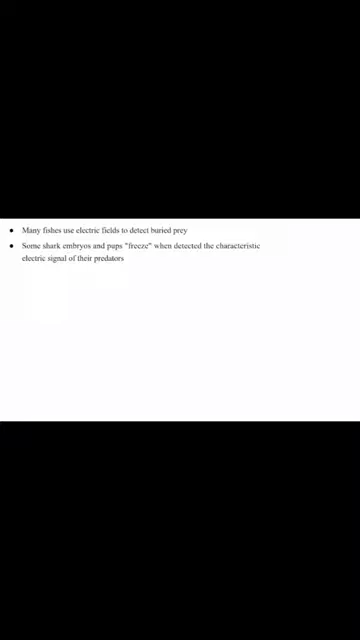 ● Many fishes use electric fields to detect buried prey
● Some shark embryos and pups "freeze" when detected the characteristic
electric signal of their predators